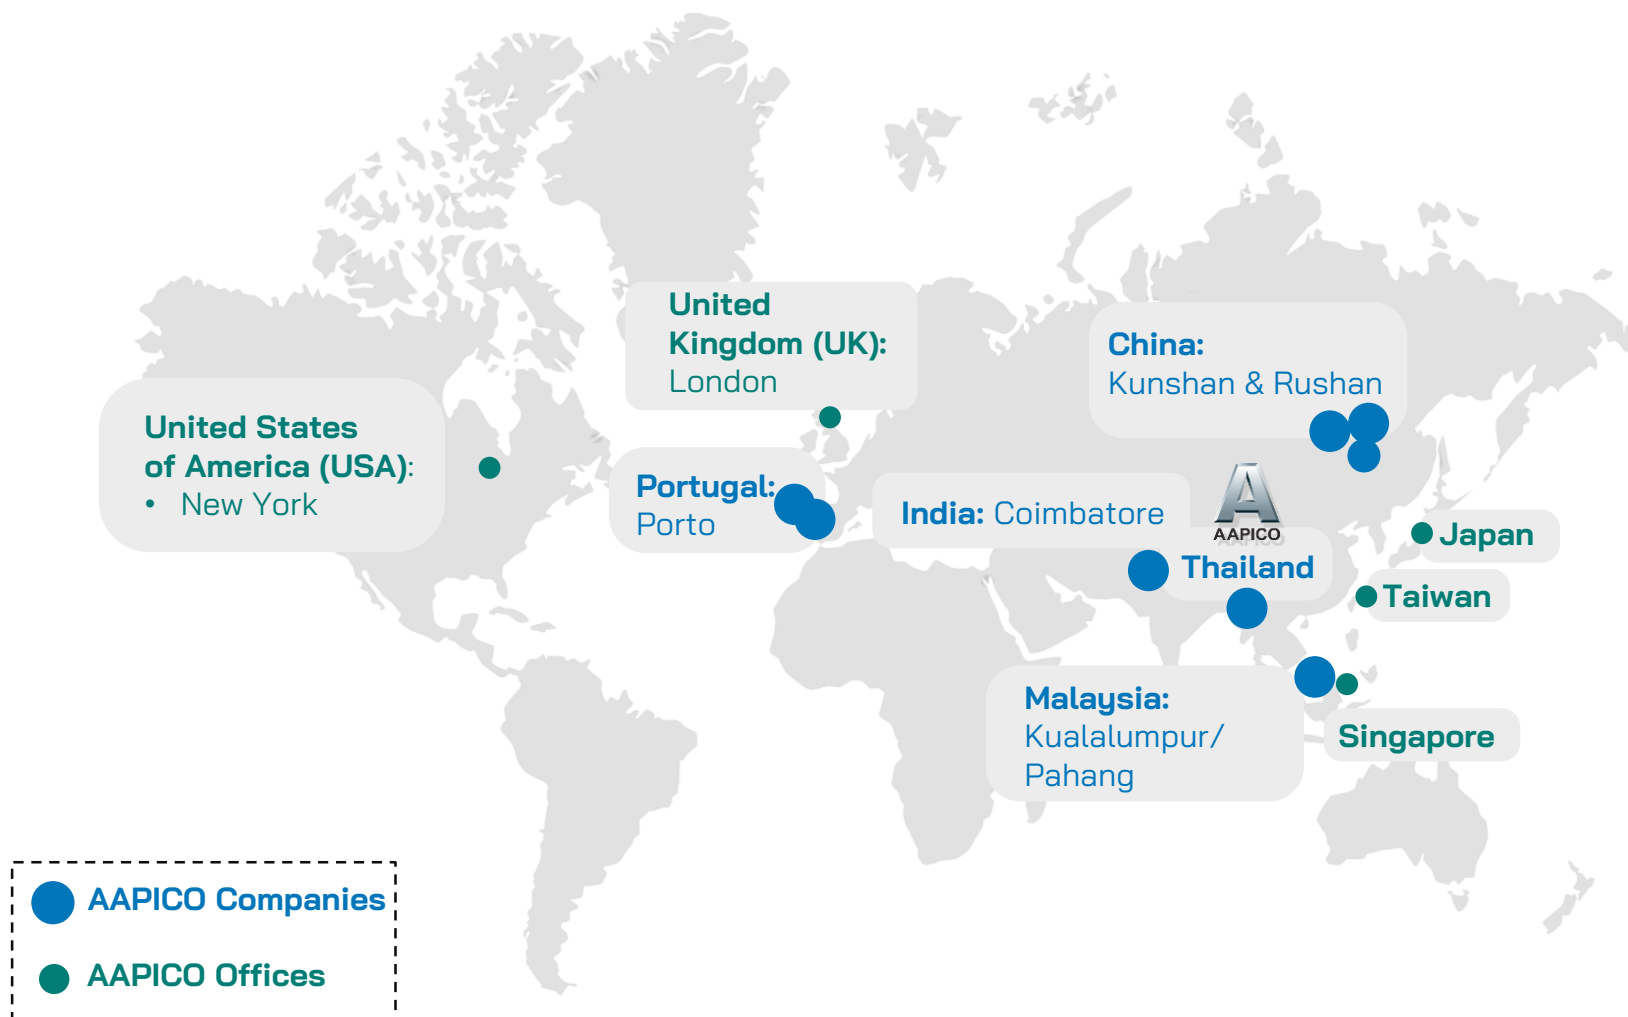 United
Kingdom (UK):
London
China:
Kunshan & Rushan
United States
of America (USA):
• New York
Portugal:
Porto
India: Coimbatore
A
AAPICO
Thailand
Japan
Taiwan
Malaysia:
Kualalumpur/
Pahang
Singapore
AAPICO Companies
AAPICO Offices